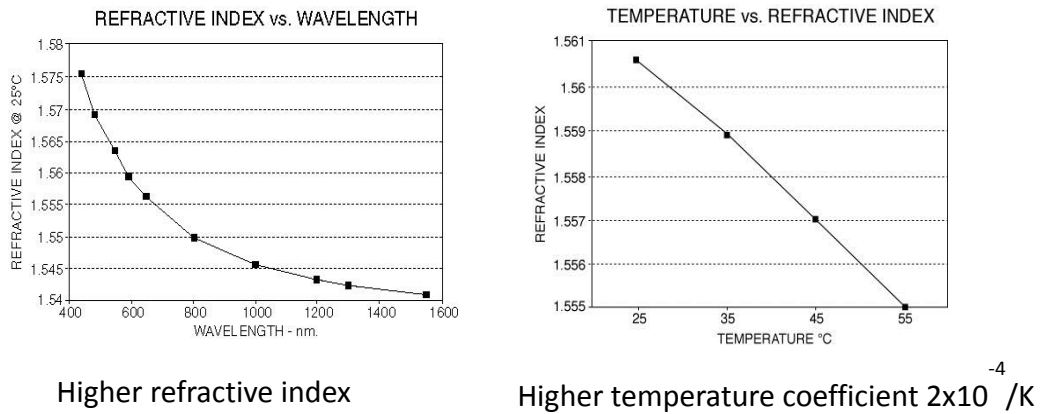 REFRACTIVE INDEX vs. WAVELENGTH
REFRACTIVE INDEX @ 25°C
1.58
1.575
1.57
1.565
1.56
1.555
1.55
1.545
1.54
400 600 800 1000 1200 1400 1600
WAVELENGTH - nm.
Higher refractive index
TEMPERATURE vs. REFRACTIVE INDEX
REFRACTIVE INDEX
1.561
1.56
1.559
1.558
1.557
1.556
1.555
25 35 45 55
TEMPERATURE °C
Higher temperature coefficient 2x10⁻⁴/K